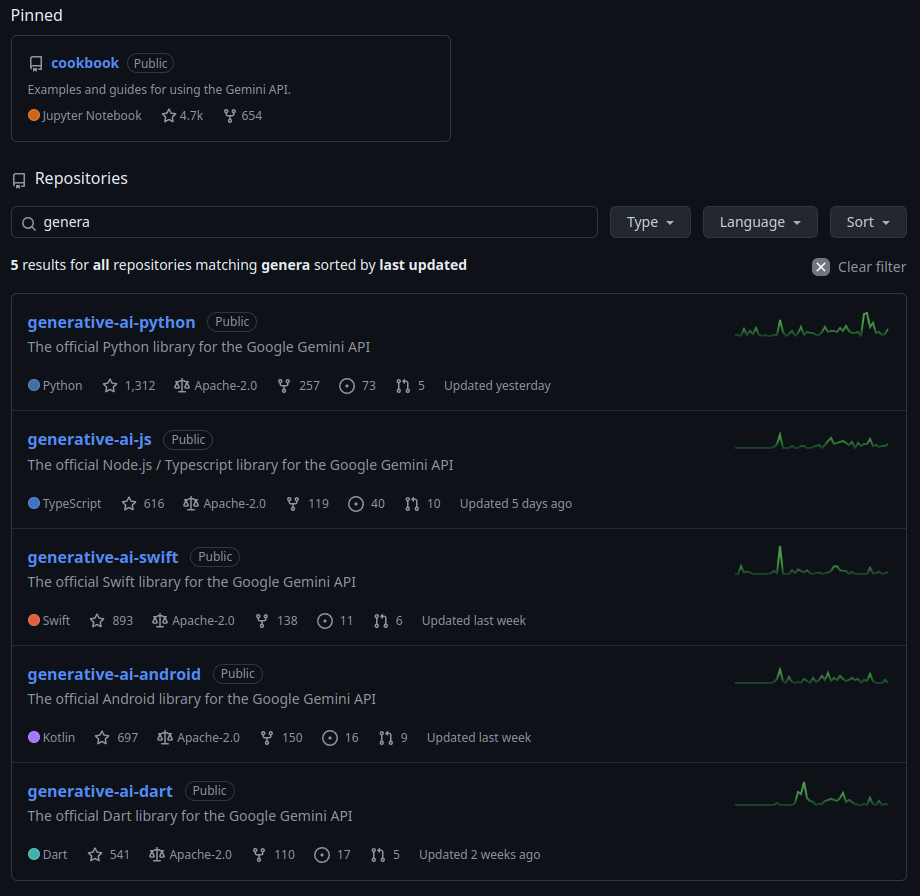 Pinned
cookbook Public
Examples and guides for using the Gemini API.
Jupyter Notebook 4.7k 654
Repositories
genera Type Language Sort
5 results for all repositories matching genera sorted by last updated Clear filter
generative-ai-python Public
The official Python library for the Google Gemini API
Python 1,312 Apache-2.0 257 73 5 Updated yesterday
generative-ai-js Public
The official Node.js / Typescript library for the Google Gemini API
TypeScript 616 Apache-2.0 119 40 10 Updated 5 days ago
generative-ai-swift Public
The official Swift library for the Google Gemini API
Swift 893 Apache-2.0 138 11 6 Updated last week
generative-ai-android Public
The official Android library for the Google Gemini API
Kotlin 697 Apache-2.0 150 16 9 Updated last week
generative-ai-dart Public
The official Dart library for the Google Gemini API
Dart 541 Apache-2.0 110 17 5 Updated 2 weeks ago